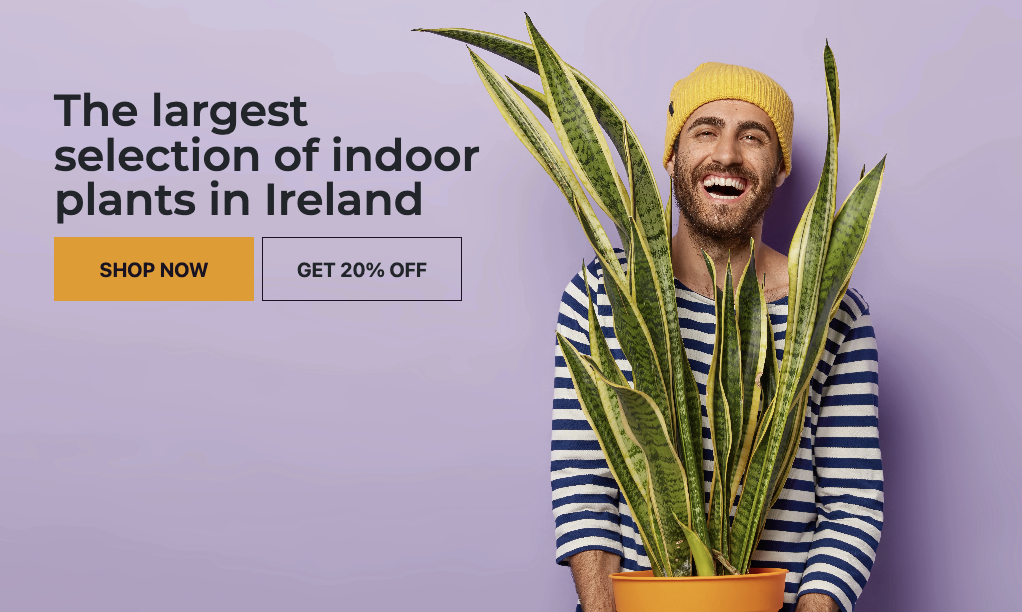 The largest
selection of indoor
plants in Ireland
SHOP NOW
GET 20% OFF